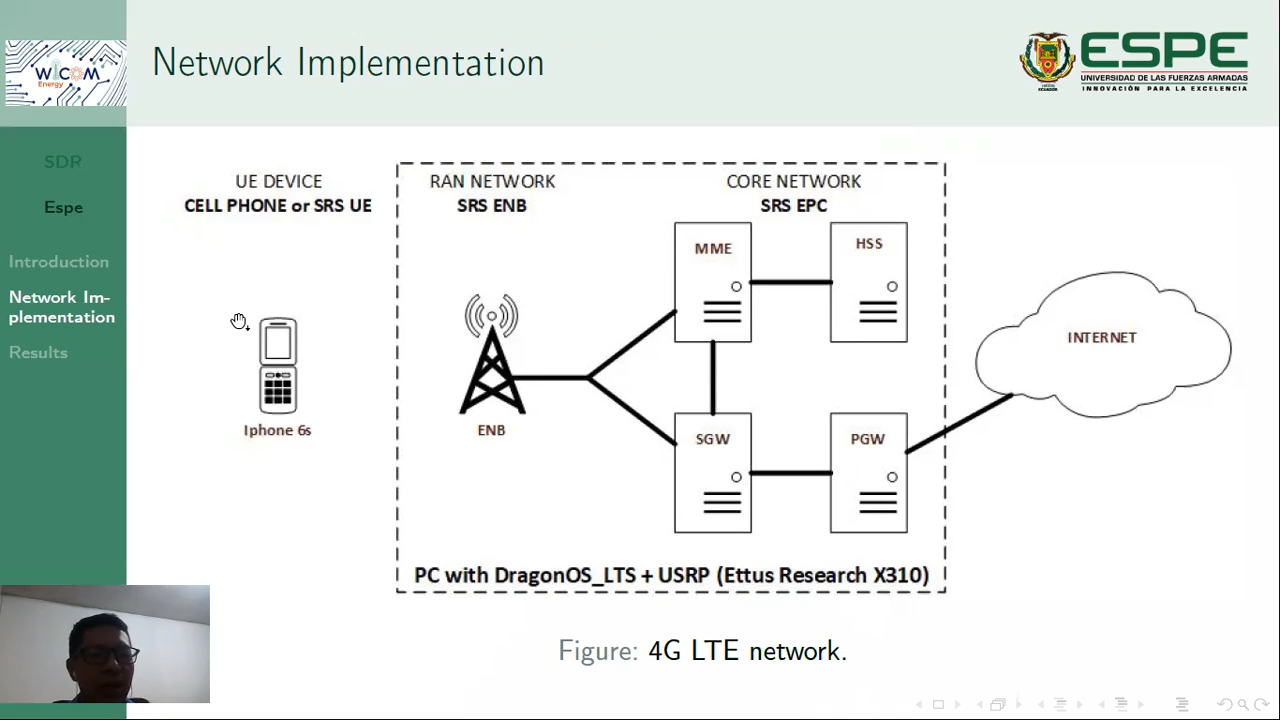 Network Implementation
WICOM
Energy
ESPE
UNIVERSIDAD DE LAS FUERZAS ARMADAS
INNOVACIÓN PARA LA EXCELENCIA
ECUADOR
SDR
Espe
Introduction
Network Im-
plementation
Results
UE DEVICE
CELL PHONE or SRS UE
RAN NETWORK
SRS ENB
CORE NETWORK
SRS EPC
MME
HSS
INTERNET
Iphone 6s
ENB
SGW
PGW
PC with DragonOS_LTS + USRP (Ettus Research X310)
Figure: 4G LTE network.